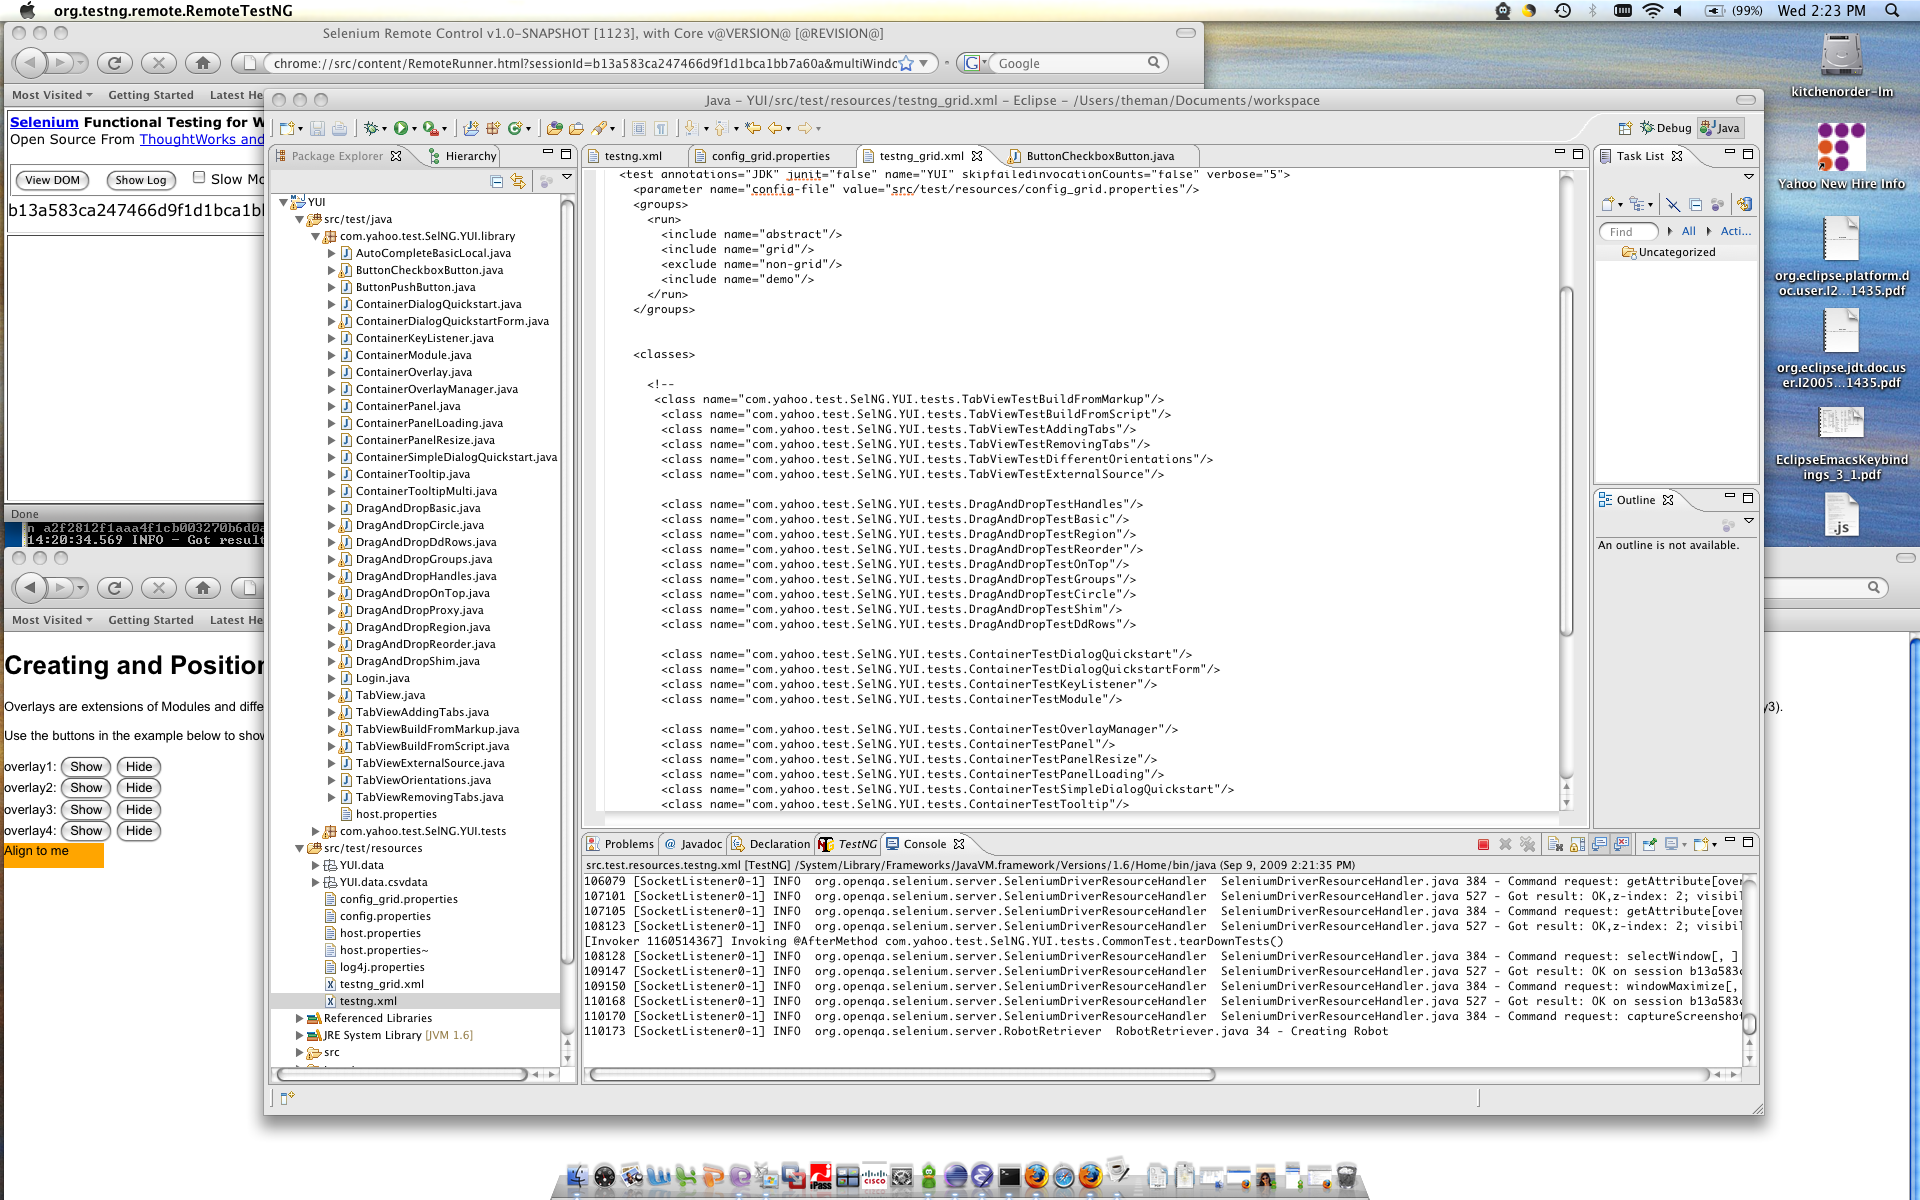 org.testng.remote.RemoteTestNG
(99%) Wed 2:23 PM
Selenium Remote Control v1.0-SNAPSHOT [1123], with Core v@VERSION@ [@REVISION@]
chrome://src/content/RemoteRunner.html?sessionId=b13a583ca247466d9f1d1bca1bb7a60a&multiWindo
Google
Most Visited
Getting Started
Latest He
Selenium Functional Testing for W
Open Source From ThoughtWorks and
View DOM
Show Log
Slow Mo
b13a583ca247466d9f1d1bca1b
Done
n a2f2812f1aaa4f1cb003270b6d0a
14:20:34.569 INFO - Got result
Most Visited
Getting Started
Latest He
Creating and Position
Overlays are extensions of Modules and diffe
y3).
Use the buttons in the example below to show
overlay1: Show Hide
overlay2: Show Hide
overlay3: Show Hide
overlay4: Show Hide
Align to me
Java - YUI/src/test/resources/testng_grid.xml - Eclipse - /Users/theman/Documents/workspace
Debug
Java
Package Explorer
Hierarchy
YUI
src/test/java
com.yahoo.test.SelNG.YUI.library
AutoCompleteBasicLocal.java
ButtonCheckboxButton.java
ButtonPushButton.java
ContainerDialogQuickstart.java
ContainerDialogQuickstartForm.java
ContainerKeyListener.java
ContainerModule.java
ContainerOverlay.java
ContainerOverlayManager.java
ContainerPanel.java
ContainerPanelLoading.java
ContainerPanelResize.java
ContainerSimpleDialogQuickstart.java
ContainerTooltip.java
ContainerTooltipMulti.java
DragAndDropBasic.java
DragAndDropCircle.java
DragAndDropDdRows.java
DragAndDropGroups.java
DragAndDropHandles.java
DragAndDropOnTop.java
DragAndDropProxy.java
DragAndDropRegion.java
DragAndDropReorder.java
DragAndDropShim.java
Login.java
TabView.java
TabViewAddingTabs.java
TabViewBuildFromMarkup.java
TabViewBuildFromScript.java
TabViewExternalSource.java
TabViewOrientations.java
TabViewRemovingTabs.java
host.properties
com.yahoo.test.SelNG.YUI.tests
src/test/resources
YUI.data
YUI.data.csvdata
config_grid.properties
config.properties
host.properties
host.properties~
log4j.properties
testng_grid.xml
testng.xml
Referenced Libraries
JRE System Library [JVM 1.6]
src
testng.xml
config_grid.properties
testng_grid.xml
ButtonCheckboxButton.java
<test annotations="JDK" junit="false" name="YUI" skipfailedinvocationCounts="false" verbose="5">
<parameter name="config-file" value="src/test/resources/config_grid.properties"/>
<groups>
<run>
<include name="abstract"/>
<include name="grid"/>
<exclude name="non-grid"/>
<include name="demo"/>
</run>
</groups>
<classes>
<!--
<class name="com.yahoo.test.SelNG.YUI.tests.TabViewTestBuildFromMarkup"/>
<class name="com.yahoo.test.SelNG.YUI.tests.TabViewTestBuildFromScript"/>
<class name="com.yahoo.test.SelNG.YUI.tests.TabViewTestAddingTabs"/>
<class name="com.yahoo.test.SelNG.YUI.tests.TabViewTestRemovingTabs"/>
<class name="com.yahoo.test.SelNG.YUI.tests.TabViewTestDifferentOrientations"/>
<class name="com.yahoo.test.SelNG.YUI.tests.TabViewTestExternalSource"/>
<class name="com.yahoo.test.SelNG.YUI.tests.DragAndDropTestHandles"/>
<class name="com.yahoo.test.SelNG.YUI.tests.DragAndDropTestBasic"/>
<class name="com.yahoo.test.SelNG.YUI.tests.DragAndDropTestRegion"/>
<class name="com.yahoo.test.SelNG.YUI.tests.DragAndDropTestReorder"/>
<class name="com.yahoo.test.SelNG.YUI.tests.DragAndDropTestOnTop"/>
<class name="com.yahoo.test.SelNG.YUI.tests.DragAndDropTestGroups"/>
<class name="com.yahoo.test.SelNG.YUI.tests.DragAndDropTestCircle"/>
<class name="com.yahoo.test.SelNG.YUI.tests.DragAndDropTestShim"/>
<class name="com.yahoo.test.SelNG.YUI.tests.DragAndDropTestDdRows"/>
<class name="com.yahoo.test.SelNG.YUI.tests.ContainerTestDialogQuickstart"/>
<class name="com.yahoo.test.SelNG.YUI.tests.ContainerTestDialogQuickstartForm"/>
<class name="com.yahoo.test.SelNG.YUI.tests.ContainerTestKeyListener"/>
<class name="com.yahoo.test.SelNG.YUI.tests.ContainerTestModule"/>
<class name="com.yahoo.test.SelNG.YUI.tests.ContainerTestOverlayManager"/>
<class name="com.yahoo.test.SelNG.YUI.tests.ContainerTestPanel"/>
<class name="com.yahoo.test.SelNG.YUI.tests.ContainerTestPanelResize"/>
<class name="com.yahoo.test.SelNG.YUI.tests.ContainerTestPanelLoading"/>
<class name="com.yahoo.test.SelNG.YUI.tests.ContainerTestSimpleDialogQuickstart"/>
<class name="com.yahoo.test.SelNG.YUI.tests.ContainerTestTooltip"/>
Task List
Find
All
Acti...
Uncategorized
Outline
An outline is not available.
Problems
Javadoc
Declaration
TestNG
Console
src.test.resources.testng.xml [TestNG] /System/Library/Frameworks/JavaVM.framework/Versions/1.6/Home/bin/java (Sep 9, 2009 2:21:35 PM)
106079 [SocketListener0-1] INFO org.openqa.selenium.server.SeleniumDriverResourceHandler SeleniumDriverResourceHandler.java 384 - Command request: getAttribute[over
107101 [SocketListener0-1] INFO org.openqa.selenium.server.SeleniumDriverResourceHandler SeleniumDriverResourceHandler.java 527 - Got result: OK,z-index: 2; visibil
107105 [SocketListener0-1] INFO org.openqa.selenium.server.SeleniumDriverResourceHandler SeleniumDriverResourceHandler.java 384 - Command request: getAttribute[over
108123 [SocketListener0-1] INFO org.openqa.selenium.server.SeleniumDriverResourceHandler SeleniumDriverResourceHandler.java 527 - Got result: OK,z-index: 2; visibil
[Invoker 1160514367] Invoking @AfterMethod com.yahoo.test.SelNG.YUI.tests.CommonTest.tearDownTests()
108128 [SocketListener0-1] INFO org.openqa.selenium.server.SeleniumDriverResourceHandler SeleniumDriverResourceHandler.java 384 - Command request: selectWindow[, ]
109147 [SocketListener0-1] INFO org.openqa.selenium.server.SeleniumDriverResourceHandler SeleniumDriverResourceHandler.java 527 - Got result: OK on session b13a583c
109150 [SocketListener0-1] INFO org.openqa.selenium.server.SeleniumDriverResourceHandler SeleniumDriverResourceHandler.java 384 - Command request: windowMaximize[,
110168 [SocketListener0-1] INFO org.openqa.selenium.server.SeleniumDriverResourceHandler SeleniumDriverResourceHandler.java 527 - Got result: OK on session b13a583c
110170 [SocketListener0-1] INFO org.openqa.selenium.server.SeleniumDriverResourceHandler SeleniumDriverResourceHandler.java 384 - Command request: captureScreenshot
110173 [SocketListener0-1] INFO org.openqa.selenium.server.RobotRetriever RobotRetriever.java 34 - Creating Robot
kitchenorder-lm
Yahoo New Hire Info
org.eclipse.platform.d
oc.user.I2...1435.pdf
org.eclipse.jdt.doc.us
er.I2005...1435.pdf
EclipseEmacsKeybind
ings_3_1.pdf
.js
iPass
CISCO